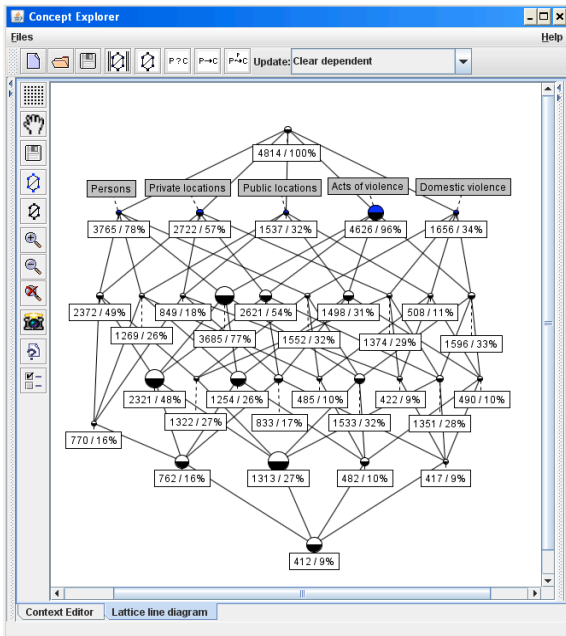 Concept Explorer
Files Help
P ? C P→C P→C Update: Clear dependent
4814 / 100%
Persons Private locations Public locations Acts of violence Domestic violence
3765 / 78% 2722 / 57% 1537 / 32% 4626 / 96% 1656 / 34%
2372 / 49% 849 / 18% 2621 / 54% 1498 / 31% 508 / 11%
1269 / 26% 3685 / 77% 1552 / 32% 1374 / 29% 1596 / 33%
2321 / 48% 1254 / 26% 485 / 10% 422 / 9% 490 / 10%
1322 / 27% 833 / 17% 1533 / 32% 1351 / 28%
770 / 16%
762 / 16% 1313 / 27% 482 / 10% 417 / 9%
412 / 9%
Context Editor Lattice line diagram